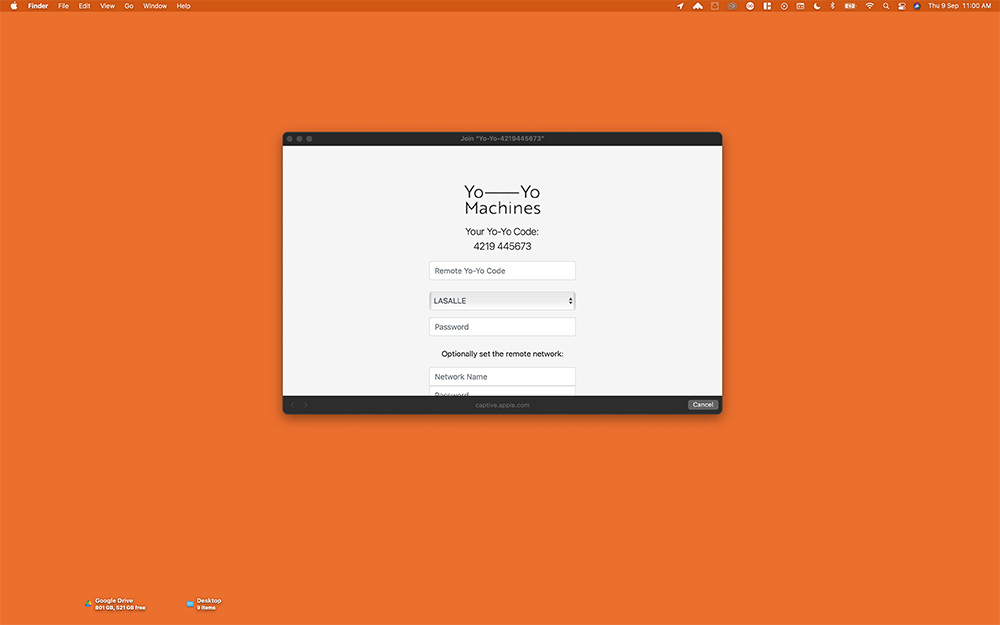 Finder File Edit View Go Window Help
Thu 9 Sep 11:00 AM
Join "Yo-Yo-4219445673"
Yo——Yo
Machines
Your Yo-Yo Code:
4219 445673
Remote Yo-Yo Code
LASALLE
Password
Optionally set the remote network:
Network Name
Password
captive.apple.com
Cancel
Google Drive
801 GB, 521 GB free
Desktop
9 items